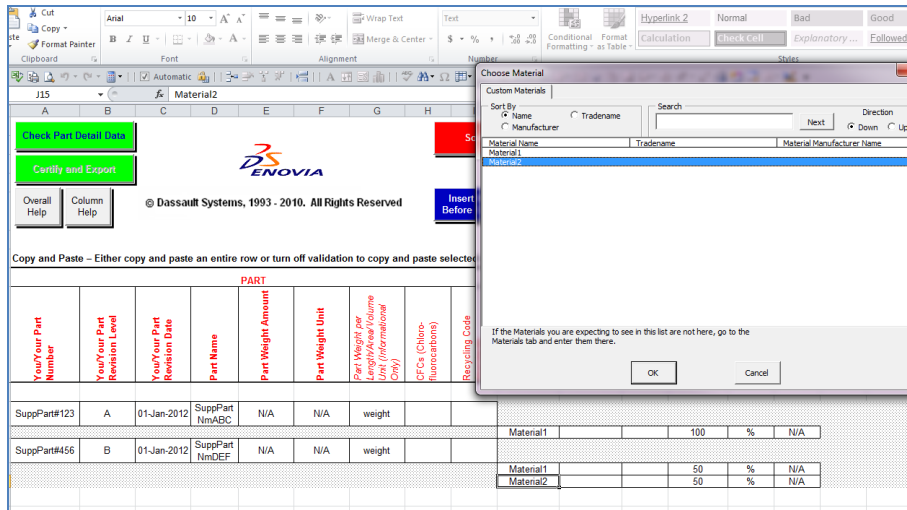 Cut
Copy
Format Painter
Clipboard
Arial
10
A A
B I U
A
Font
Wrap Text
Merge & Center
Alignment
Text
$ % ,
.00 .0
Number
Conditional Formatting
Format as Table
Hyperlink 2
Normal
Bad
Good
Calculation
Check Cell
Explanatory ...
Followed
Styles
Automatic
J15
fx Material2
A B C D E F G H
Check Part Detail Data
Certify and Export
Overall Help
Column Help
3S
ENOVIA
© Dassault Systems, 1993 - 2010. All Rights Reserved
Insert
Before
Copy and Paste – Either copy and paste an entire row or turn off validation to copy and paste selected
PART
You/Your Part Number
You/Your Part Revision Level
You/Your Part Revision Date
Part Name
Part Weight Amount
Part Weight Unit
Part Weight per Length/Area/Volume Unit (Informational Only)
CFCs (Chloro-fluorocarbons)
Recycling Code
SuppPart#123 A 01-Jan-2012 SuppPart NmABC N/A N/A weight
Material1 100 % N/A
SuppPart#456 B 01-Jan-2012 SuppPart NmDEF N/A N/A weight
Material1 50 % N/A
Material2 50 % N/A
Choose Material
Custom Materials
Sort By
Name
Tradename
Manufacturer
Search
Next
Direction
Down
Up
Material Name Tradename Material Manufacturer Name
Material1
Material2
If the Materials you are expecting to see in this list are not here, go to the
Materials tab and enter them there.
OK
Cancel